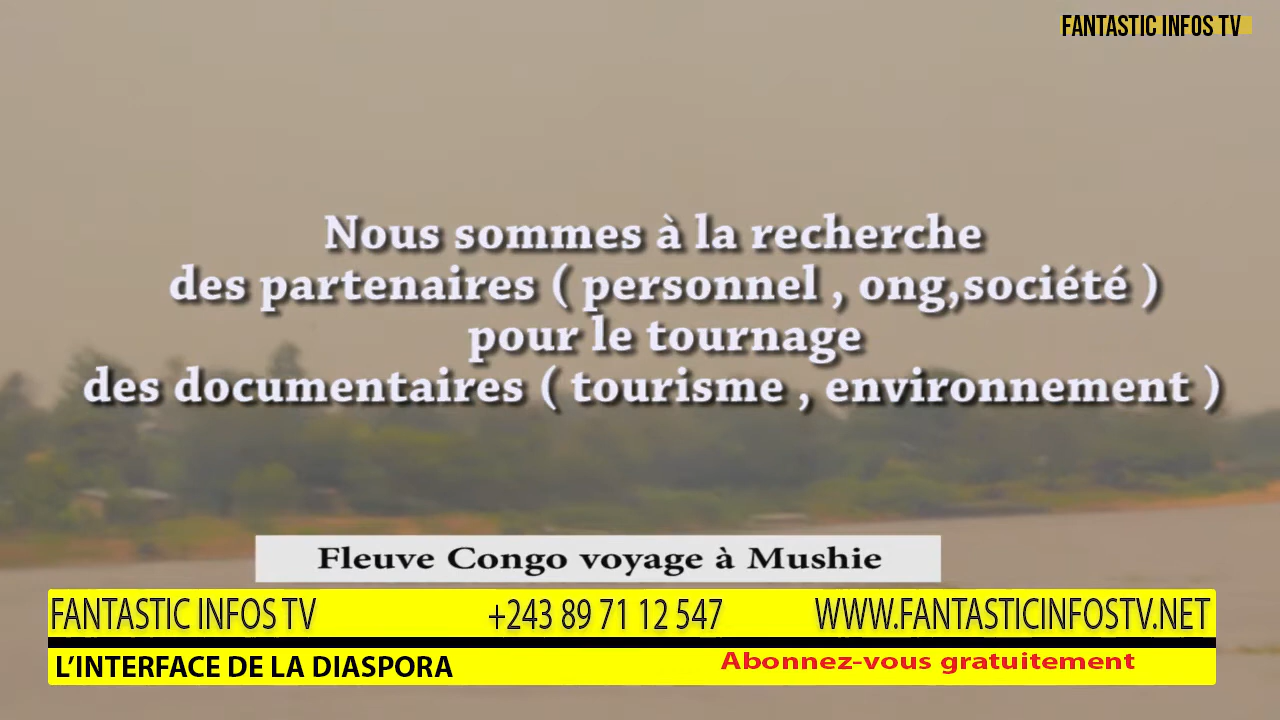 FANTASTIC INFOS TV
Nous sommes à la recherche
des partenaires ( personnel , ong,société )
pour le tournage
des documentaires ( tourisme , environnement )
Fleuve Congo voyage à Mushie
FANTASTIC INFOS TV +243 89 71 12 547 WWW.FANTASTICINFOSTV.NET
L’INTERFACE DE LA DIASPORA Abonnez-vous gratuitement